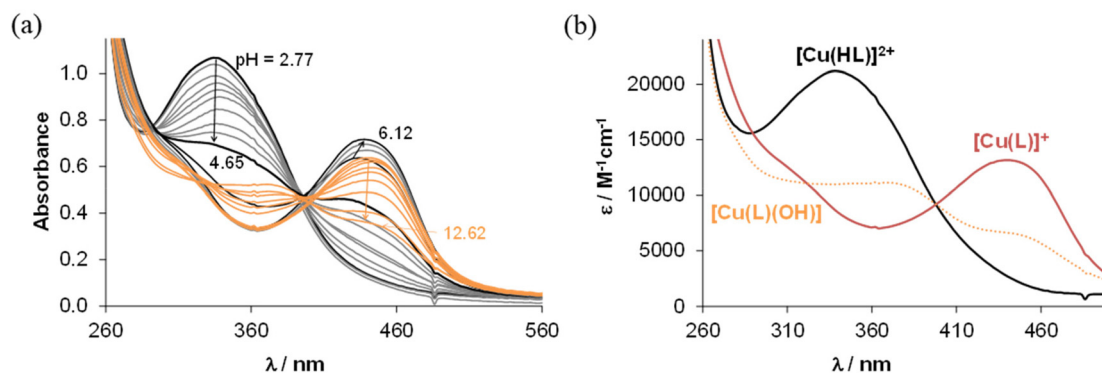 (a)
pH = 2.77
4.65
6.12
12.62
Absorbance
1.0
0.8
0.6
0.4
0.2
0.0
260 360 460 560
λ / nm
(b)
[Cu(HL)]²⁺
[Cu(L)]⁺
[Cu(L)(OH)]
ε / M⁻¹cm⁻¹
20000
15000
10000
5000
0
260 310 360 410 460
λ / nm